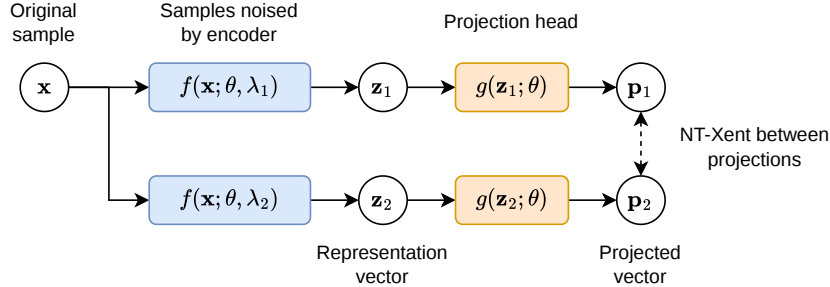 Original
sample
Samples noised
by encoder
Projection head
x
f(x; θ, λ₁)
z₁
g(z₁; θ)
p₁
NT-Xent between
projections
f(x; θ, λ₂)
z₂
g(z₂; θ)
p₂
Representation
vector
Projected
vector